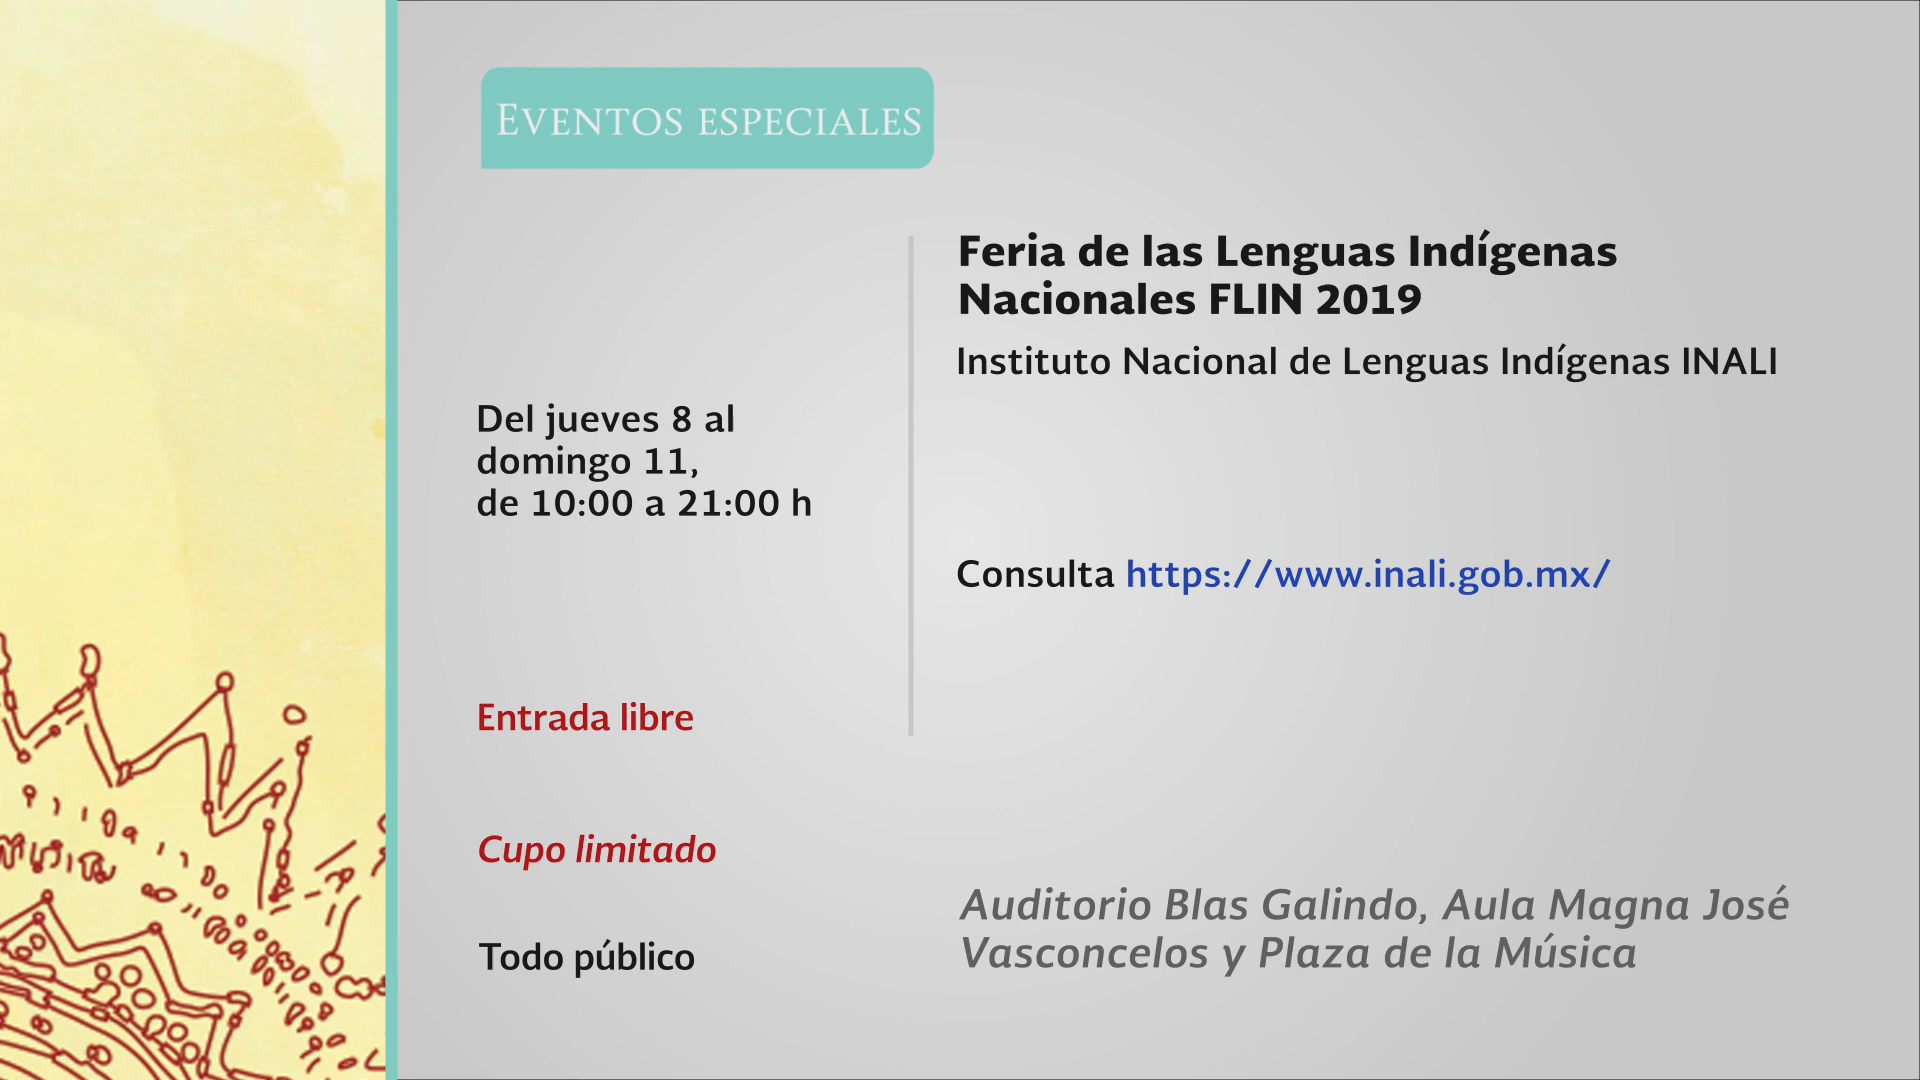 EVENTOS ESPECIALES
Feria de las Lenguas Indígenas
Nacionales FLIN 2019
Instituto Nacional de Lenguas Indígenas INALI
Del jueves 8 al
domingo 11,
de 10:00 a 21:00 h
Consulta https://www.inali.gob.mx/
Entrada libre
Cupo limitado
Todo público
Auditorio Blas Galindo, Aula Magna José
Vasconcelos y Plaza de la Música